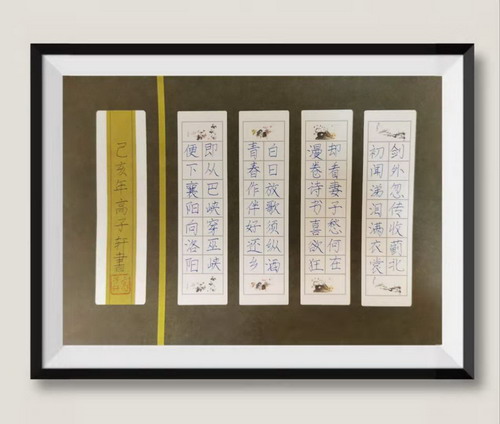 剑外忽传收蓟北
初闻涕泪满衣裳
却看妻子愁何在
漫卷诗书喜欲狂
白日放歌须纵酒
青春作伴好还乡
即从巴峡穿巫峡
便下襄阳向洛阳
己亥年高子轩書